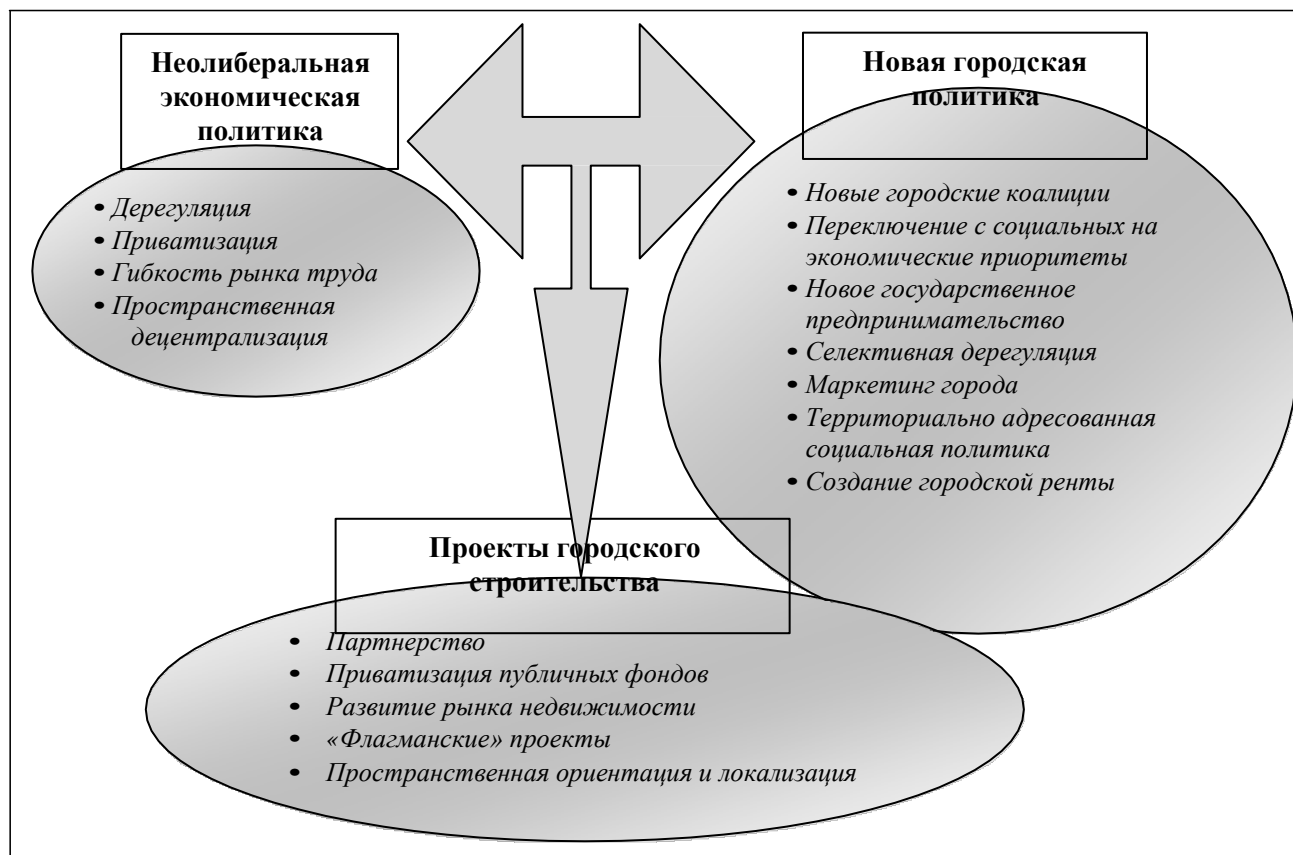 Неолиберальная
экономическая
политика
• Дерегуляция
• Приватизация
• Гибкость рынка труда
• Пространственная
децентрализация
Новая городская
политика
• Новые городские коалиции
• Переключение с социальных на
экономические приоритеты
• Новое государственное
предпринимательство
• Селективная дерегуляция
• Маркетинг города
• Территориально адресованная
социальная политика
• Создание городской ренты
Проекты городского
строительства
• Партнерство
• Приватизация публичных фондов
• Развитие рынка недвижимости
• «Флагманские» проекты
• Пространственная ориентация и локализация